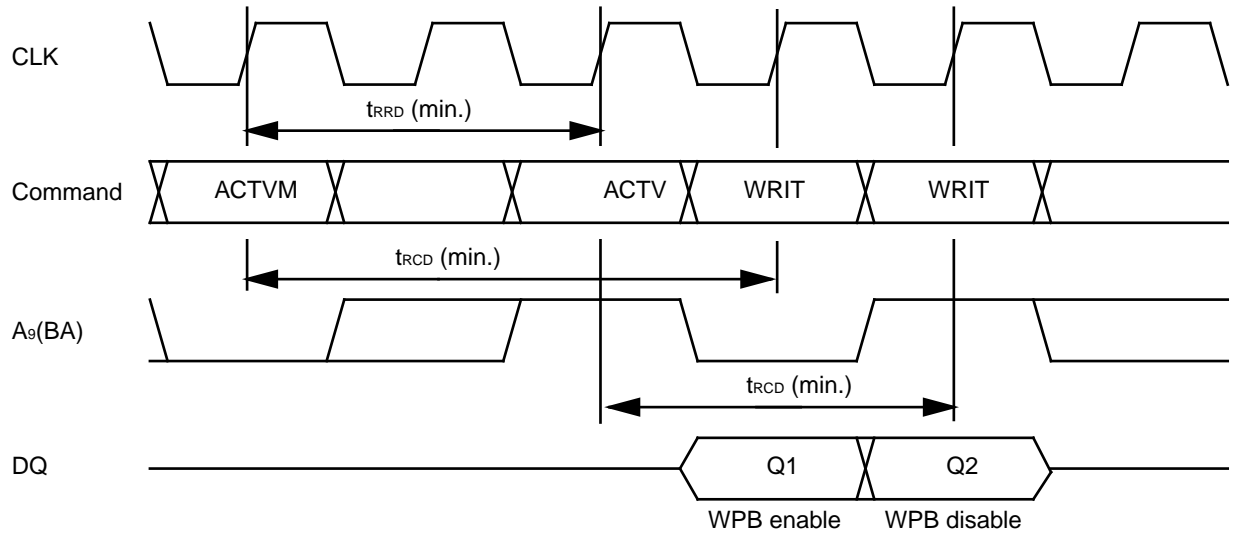 CLK
tRRD (min.)
Command ACTVM ACTV WRIT WRIT
tRCD (min.)
A9(BA)
tRCD (min.)
DQ Q1 Q2
WPB enable WPB disable